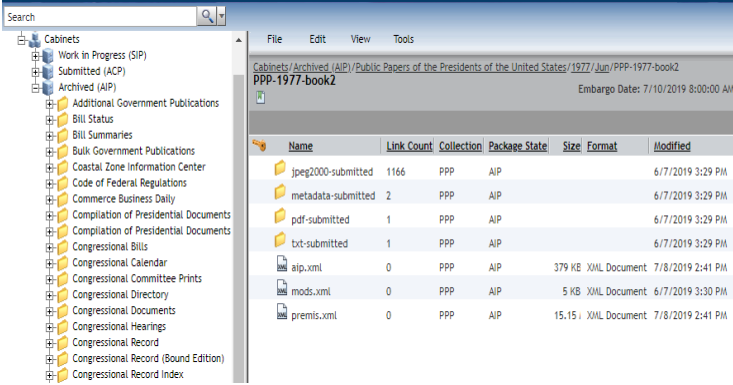 Search
Cabinets
Work in Progress (SIP)
Submitted (ACP)
Archived (AIP)
Additional Government Publications
Bill Status
Bill Summaries
Bulk Government Publications
Coastal Zone Information Center
Code of Federal Regulations
Commerce Business Daily
Compilation of Presidential Documents
Compilation of Presidential Documents
Congressional Bills
Congressional Calendar
Congressional Committee Prints
Congressional Directory
Congressional Documents
Congressional Hearings
Congressional Record
Congressional Record (Bound Edition)
Congressional Record Index
File Edit View Tools
Cabinets/Archived (AIP)/Public Papers of the Presidents of the United States/1977/Jun/PPP-1977-book2
PPP-1977-book2
Embargo Date: 7/10/2019 8:00:00 AM
Name Link Count Collection Package State Size Format Modified
jpeg2000-submitted 1166 PPP AIP 6/7/2019 3:29 PM
metadata-submitted 2 PPP AIP 6/7/2019 3:29 PM
pdf-submitted 1 PPP AIP 6/7/2019 3:29 PM
txt-submitted 1 PPP AIP 6/7/2019 3:29 PM
aip.xml 0 PPP AIP 379 KB XML Document 7/8/2019 2:41 PM
mods.xml 0 PPP AIP 5 KB XML Document 6/7/2019 3:30 PM
premis.xml 0 PPP AIP 15.15 XML Document 7/8/2019 2:41 PM